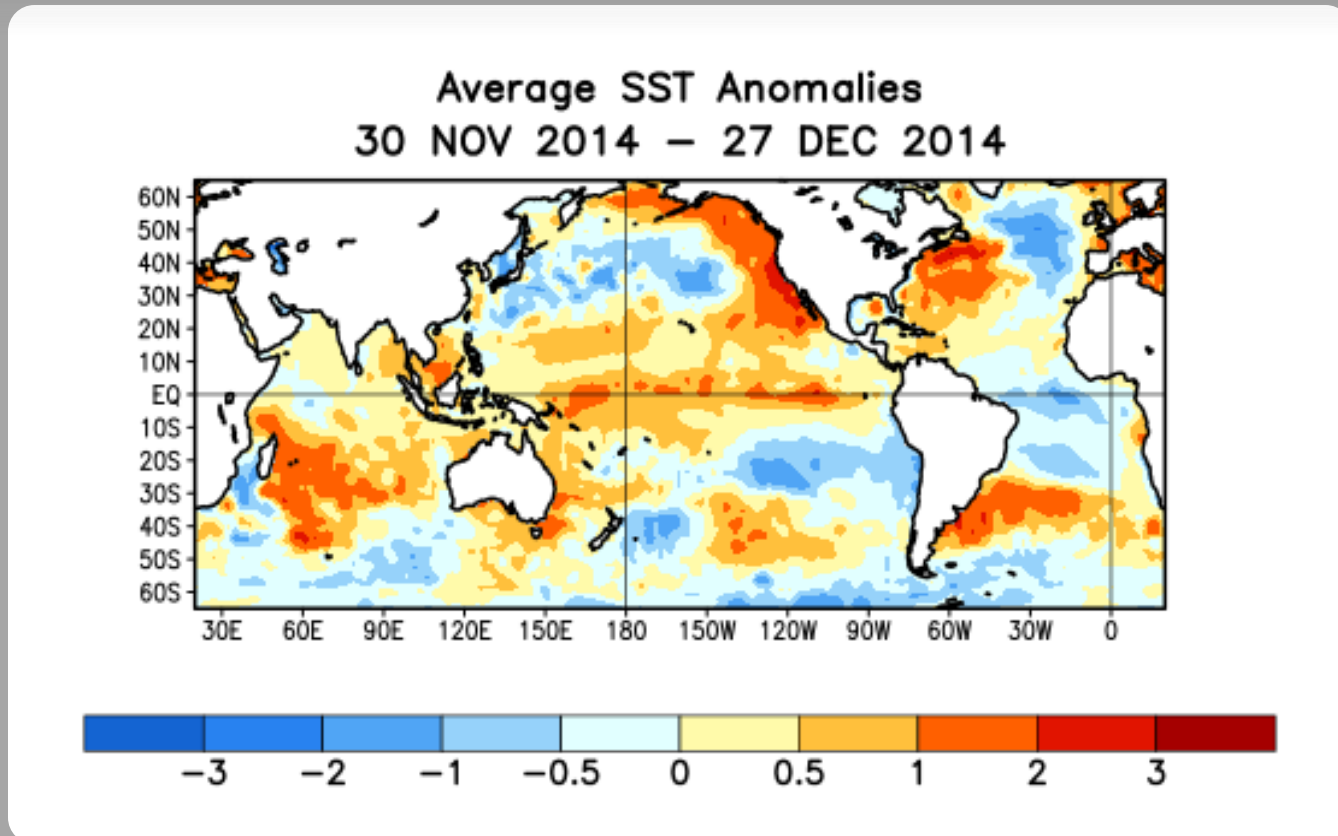 Average SST Anomalies
30 NOV 2014 – 27 DEC 2014
60N
50N
40N
30N
20N
10N
EQ
10S
20S
30S
40S
50S
60S
30E 60E 90E 120E 150E 180 150W 120W 90W 60W 30W 0
−3 −2 −1 −0.5 0 0.5 1 2 3